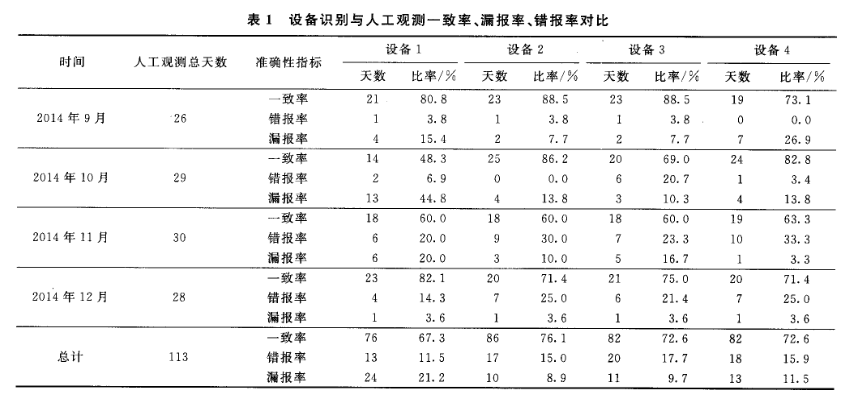 表 1 设备识别与人工观测一致率、漏报率、错报率对比
时间 人工观测总天数 准确性指标 设备 1 设备 2 设备 3 设备 4
天数 比率/% 天数 比率/% 天数 比率/% 天数 比率/%
一致率 21 80.8 23 88.5 23 88.5 19 73.1
2014 年 9 月 26 错报率 1 3.8 1 3.8 1 3.8 0 0.0
漏报率 4 15.4 2 7.7 2 7.7 7 26.9
一致率 14 48.3 25 86.2 20 69.0 24 82.8
2014 年 10 月 29 错报率 2 6.9 0 0.0 6 20.7 1 3.4
漏报率 13 44.8 4 13.8 3 10.3 4 13.8
一致率 18 60.0 18 60.0 18 60.0 19 63.3
2014 年 11 月 30 错报率 6 20.0 9 30.0 7 23.3 10 33.3
漏报率 6 20.0 3 10.0 5 16.7 1 3.3
一致率 23 82.1 20 71.4 21 75.0 20 71.4
2014 年 12 月 28 错报率 4 14.3 7 25.0 6 21.4 7 25.0
漏报率 1 3.6 1 3.6 1 3.6 1 3.6
一致率 76 67.3 86 76.1 82 72.6 82 72.6
总计 113 错报率 13 11.5 17 15.0 20 17.7 18 15.9
漏报率 24 21.2 10 8.9 11 9.7 13 11.5